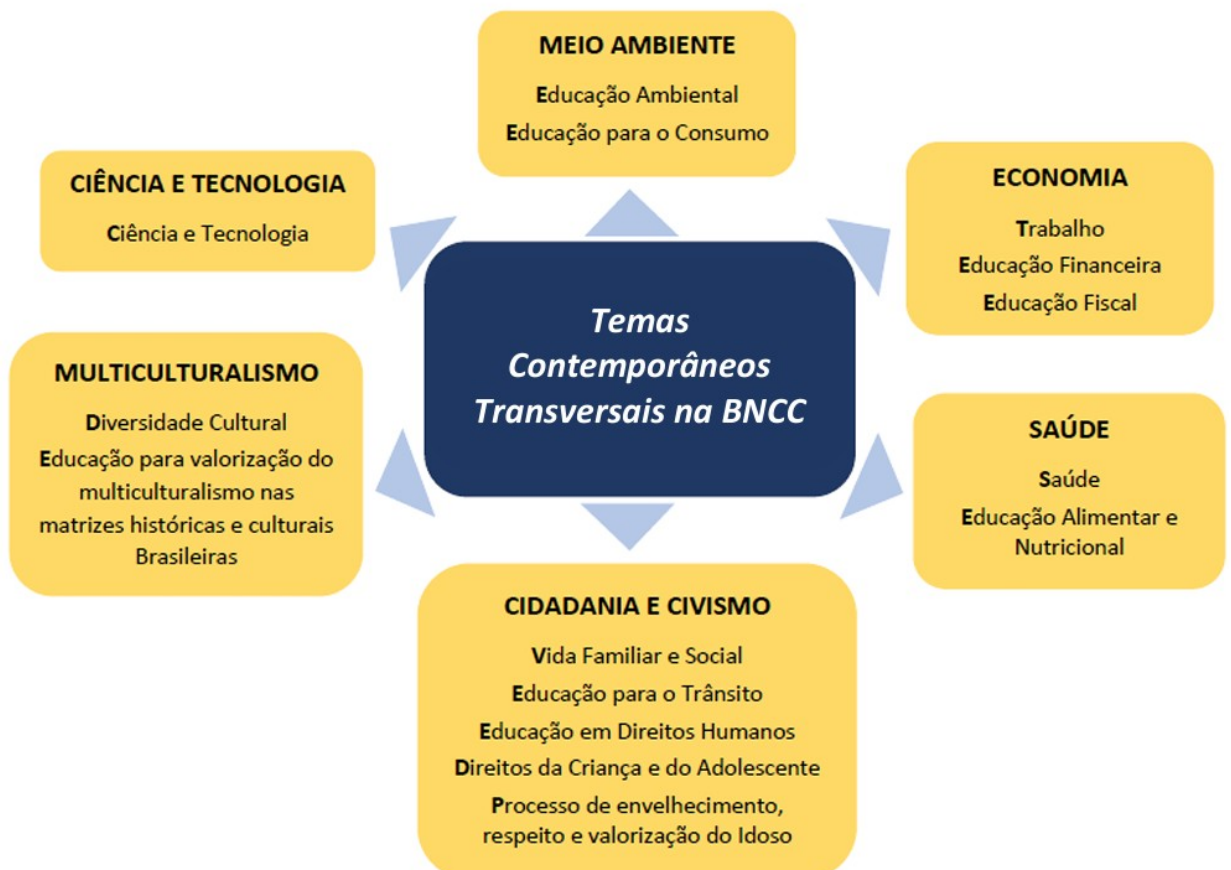 MEIO AMBIENTE
Educação Ambiental
Educação para o Consumo
CIÊNCIA E TECNOLOGIA
Ciência e Tecnologia
ECONOMIA
Trabalho
Educação Financeira
Educação Fiscal
Temas
Contemporâneos
Transversais na BNCC
MULTICULTURALISMO
Diversidade Cultural
Educação para valorização do
multiculturalismo nas
matrizes históricas e culturais
Brasileiras
SAÚDE
Saúde
Educação Alimentar e
Nutricional
CIDADANIA E CIVISMO
Vida Familiar e Social
Educação para o Trânsito
Educação em Direitos Humanos
Direitos da Criança e do Adolescente
Processo de envelhecimento,
respeito e valorização do Idoso